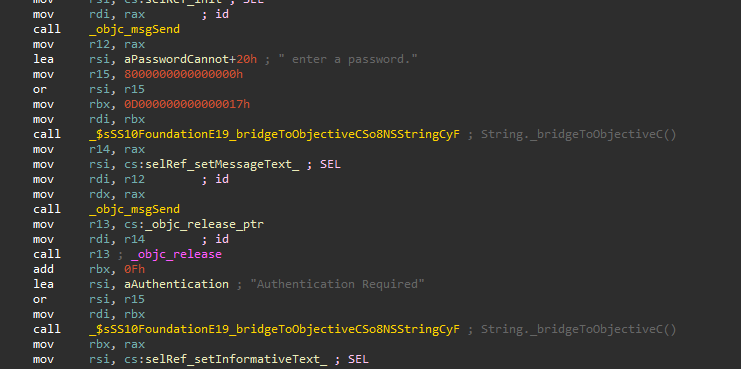 mov rsi, cs:selRef_init ; SEL
mov rdi, rax ; id
call _objc_msgSend
mov r12, rax
lea rsi, aPasswordCannot+20h ; " enter a password."
mov r15, 8000000000000000h
or rsi, r15
mov rbx, 0D000000000000017h
mov rdi, rbx
call _$sSS10FoundationE19_bridgeToObjectiveCSo8NSStringCyF ; String._bridgeToObjectiveC()
mov r14, rax
mov rsi, cs:selRef_setMessageText_ ; SEL
mov rdi, r12 ; id
mov rdx, rax
call _objc_msgSend
mov r13, cs:_objc_release_ptr
mov rdi, r14 ; id
call r13 ; _objc_release
add rbx, 0Fh
lea rsi, aAuthentication ; "Authentication Required"
or rsi, r15
mov rdi, rbx
call _$sSS10FoundationE19_bridgeToObjectiveCSo8NSStringCyF ; String._bridgeToObjectiveC()
mov rbx, rax
mov rsi, cs:selRef_setInformativeText_ ; SEL